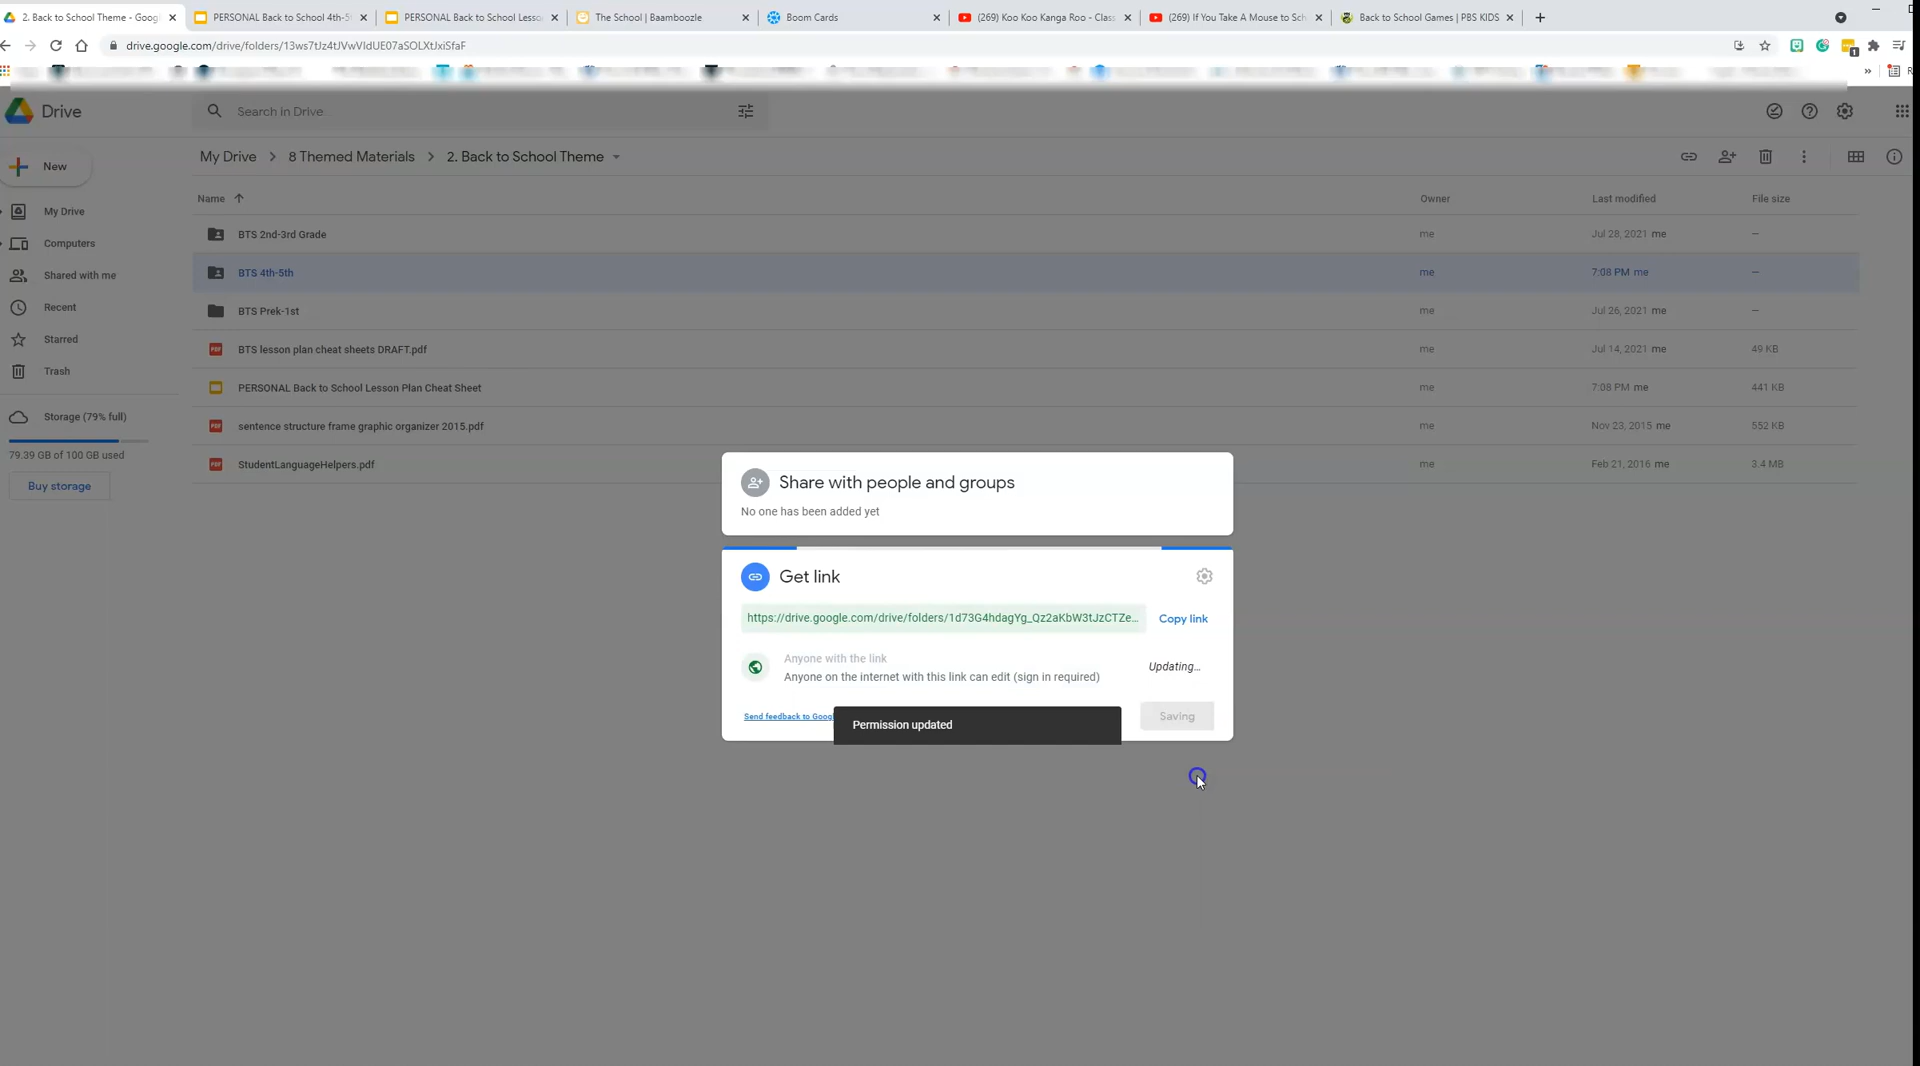 2. Back to School Theme - Goog
PERSONAL Back to School 4th-5
PERSONAL Back to School Lesso
The School | Baamboozle
Boom Cards
(269) Koo Koo Kanga Roo - Class
(269) If You Take A Mouse to Sch
Back to School Games | PBS KIDS
drive.google.com/drive/folders/13ws7tJz4tJVwVIdUE07aSOLXtJxiSfaF
Drive
Search in Drive
New
My Drive
8 Themed Materials
2. Back to School Theme
Name
Owner
Last modified
File size
My Drive
Computers
Shared with me
Recent
Starred
Trash
Storage (79% full)
79.39 GB of 100 GB used
Buy storage
BTS 2nd-3rd Grade me Jul 28, 2021 me –
BTS 4th-5th me 7:08 PM me –
BTS Prek-1st me Jul 26, 2021 me –
BTS lesson plan cheat sheets DRAFT.pdf me Jul 14, 2021 me 49 KB
PERSONAL Back to School Lesson Plan Cheat Sheet me 7:08 PM me 441 KB
sentence structure frame graphic organizer 2015.pdf me Nov 23, 2015 me 552 KB
StudentLanguageHelpers.pdf me Feb 21, 2016 me 3.4 MB
Share with people and groups
No one has been added yet
Get link
https://drive.google.com/drive/folders/1d73G4hdagYg_Qz2aKbW3tJzCTZe...
Copy link
Anyone with the link
Anyone on the internet with this link can edit (sign in required)
Updating...
Send feedback to Goog
Permission updated
Saving